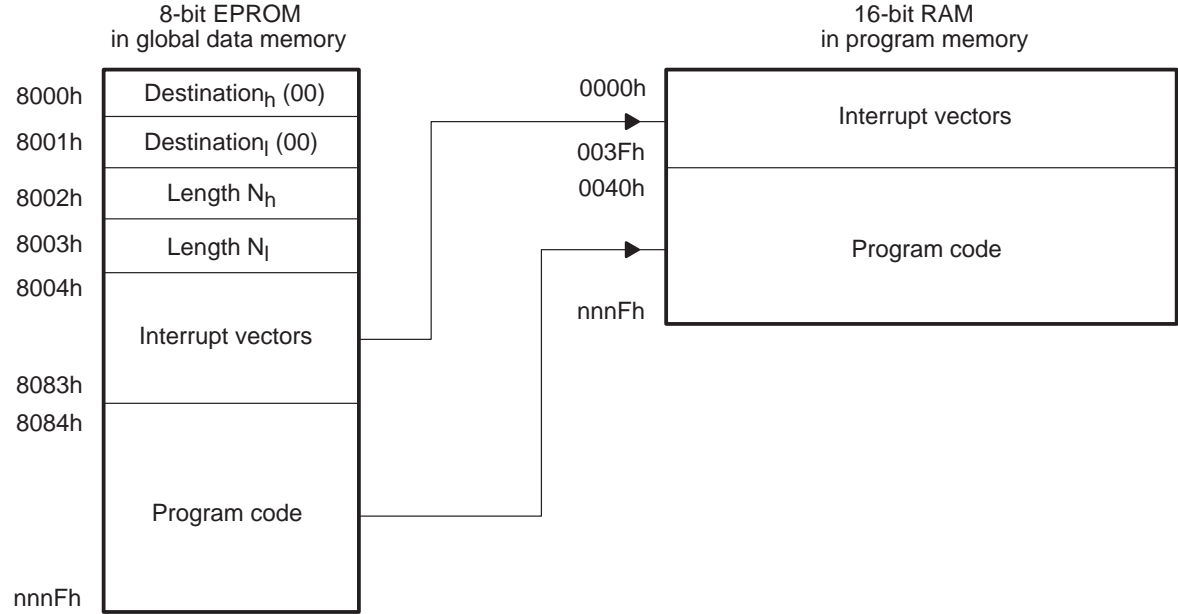 8-bit EPROM
in global data memory
8000h
Destinationh (00)
8001h
Destinationl (00)
8002h
Length Nh
8003h
Length Nl
8004h
Interrupt vectors
8083h
8084h
Program code
nnnFh
16-bit RAM
in program memory
0000h
Interrupt vectors
003Fh
0040h
Program code
nnnFh